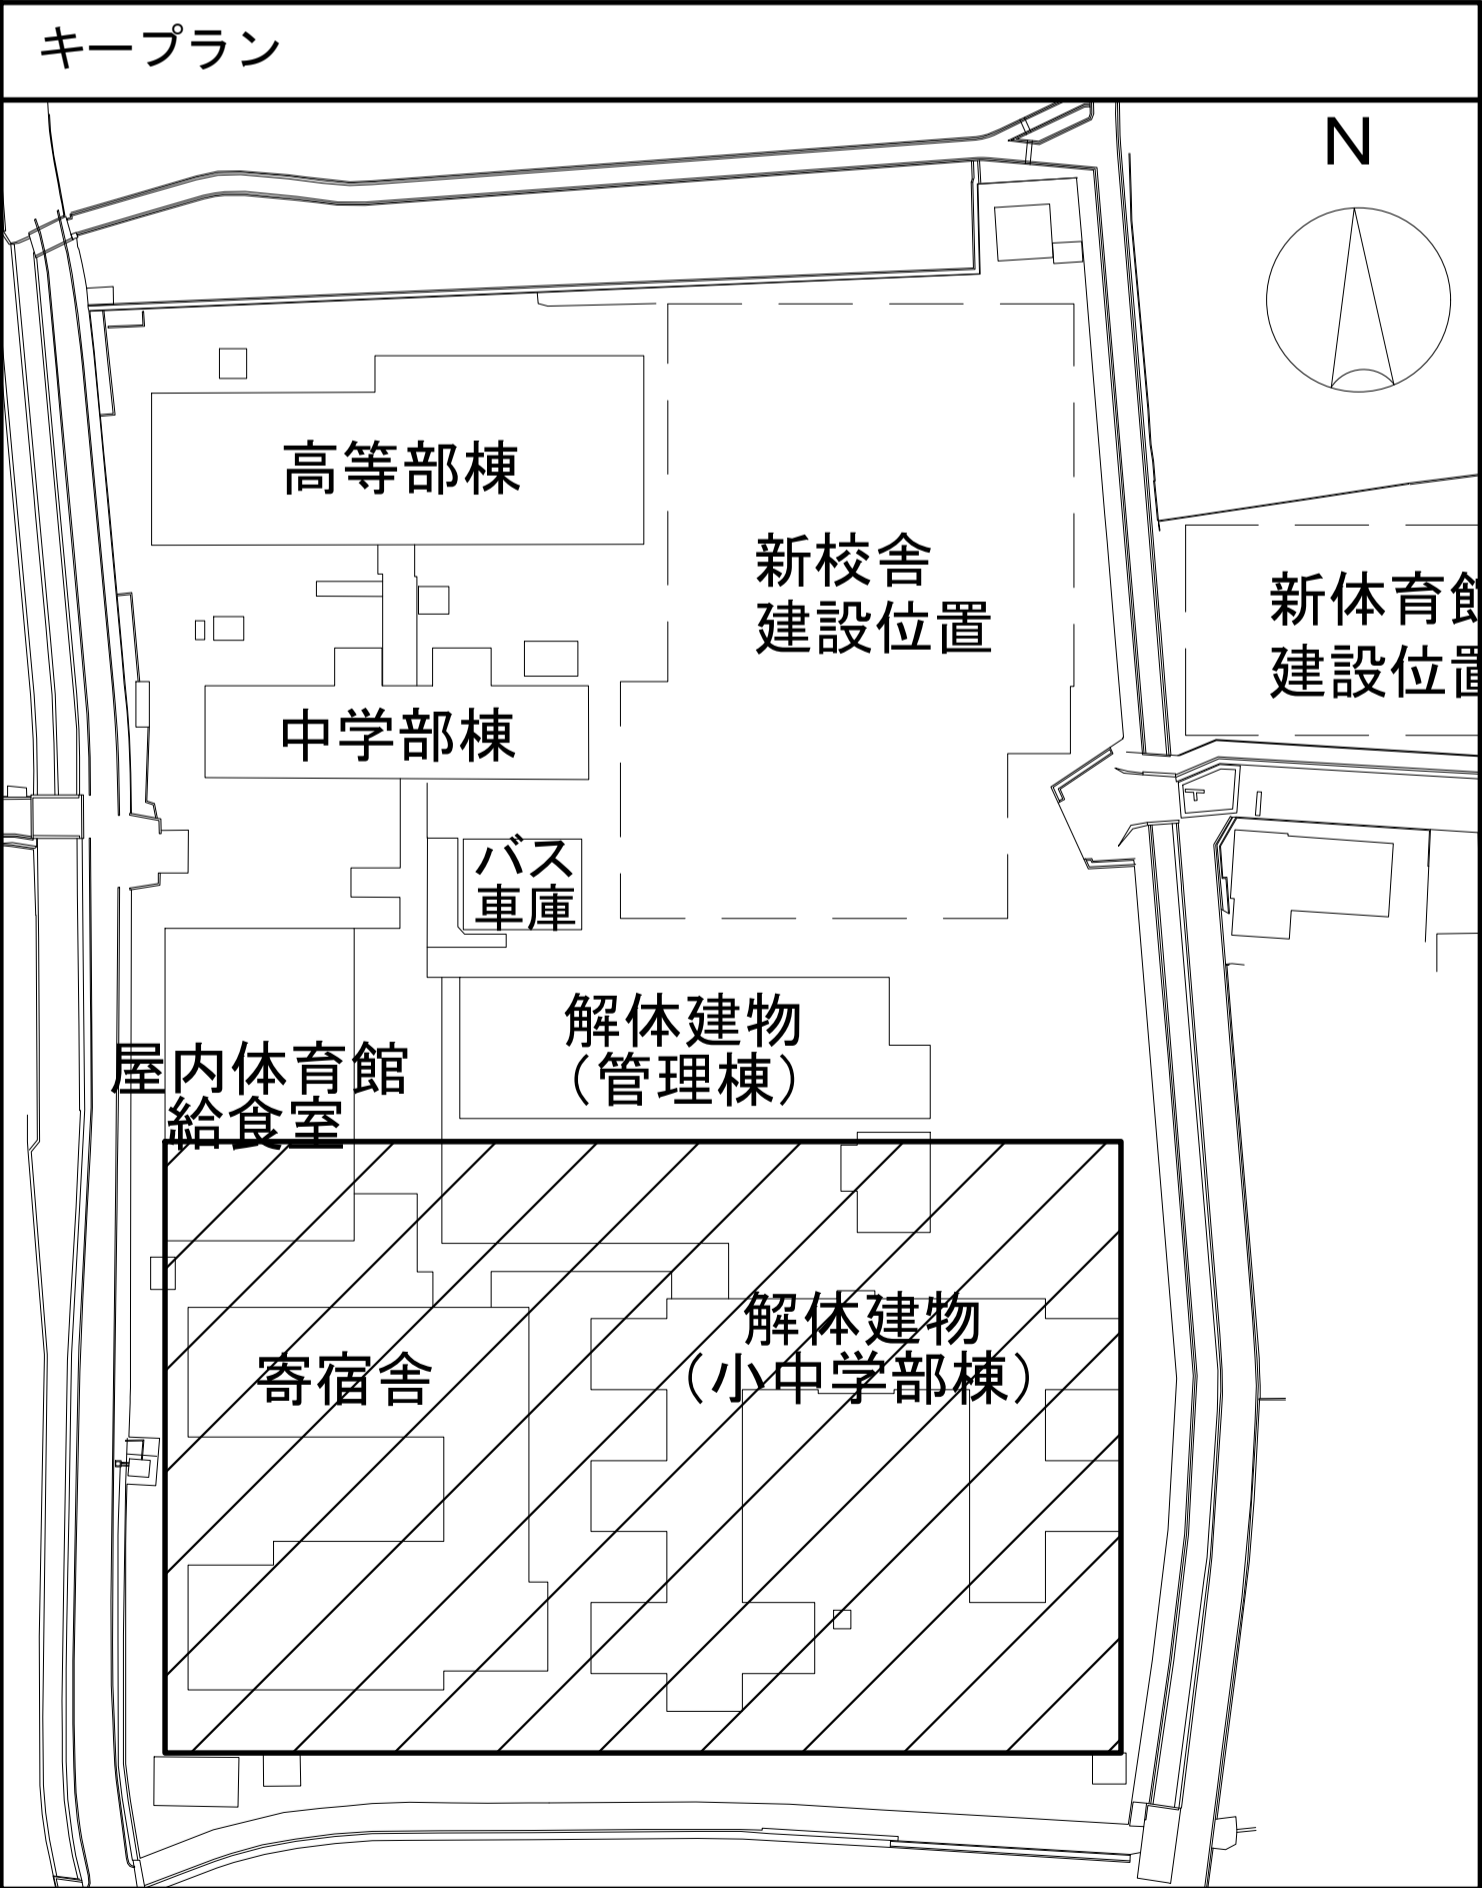 キープラン
N
高等部棟
新校舎
建設位置
新体育館
建設位置
中学部棟
バス
車庫
解体建物
（管理棟）
屋内体育館
給食室
解体建物
（小中学部棟）
寄宿舎